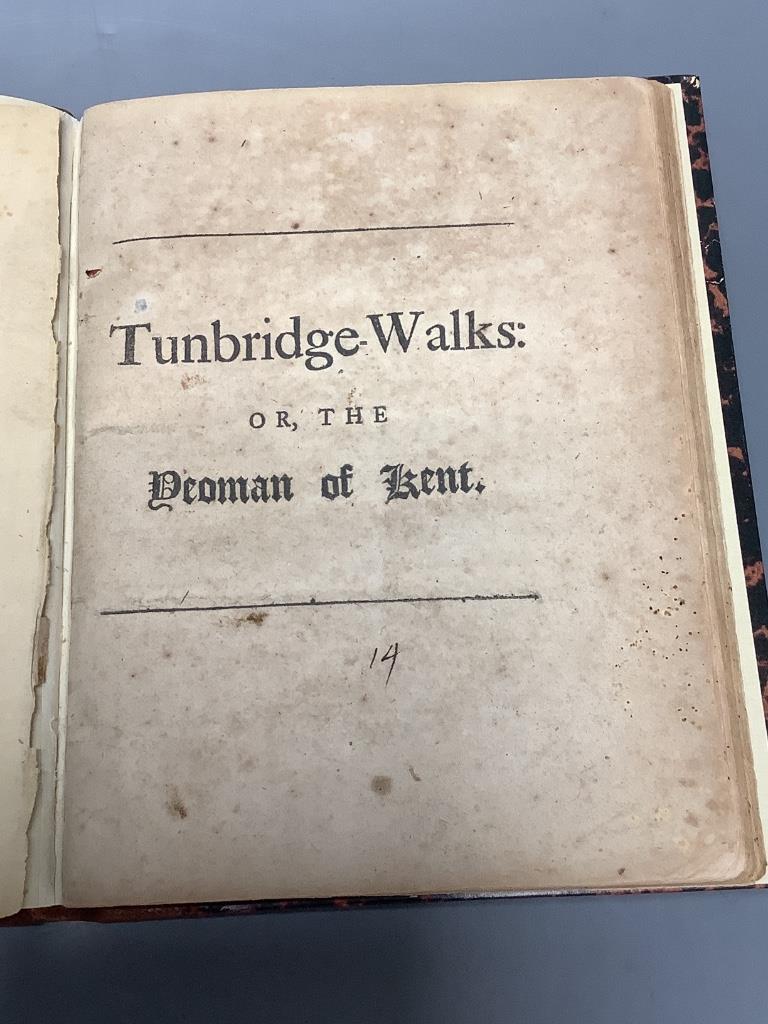 Tunbridge-Walks:
OR, THE
Yeoman of Kent.
14